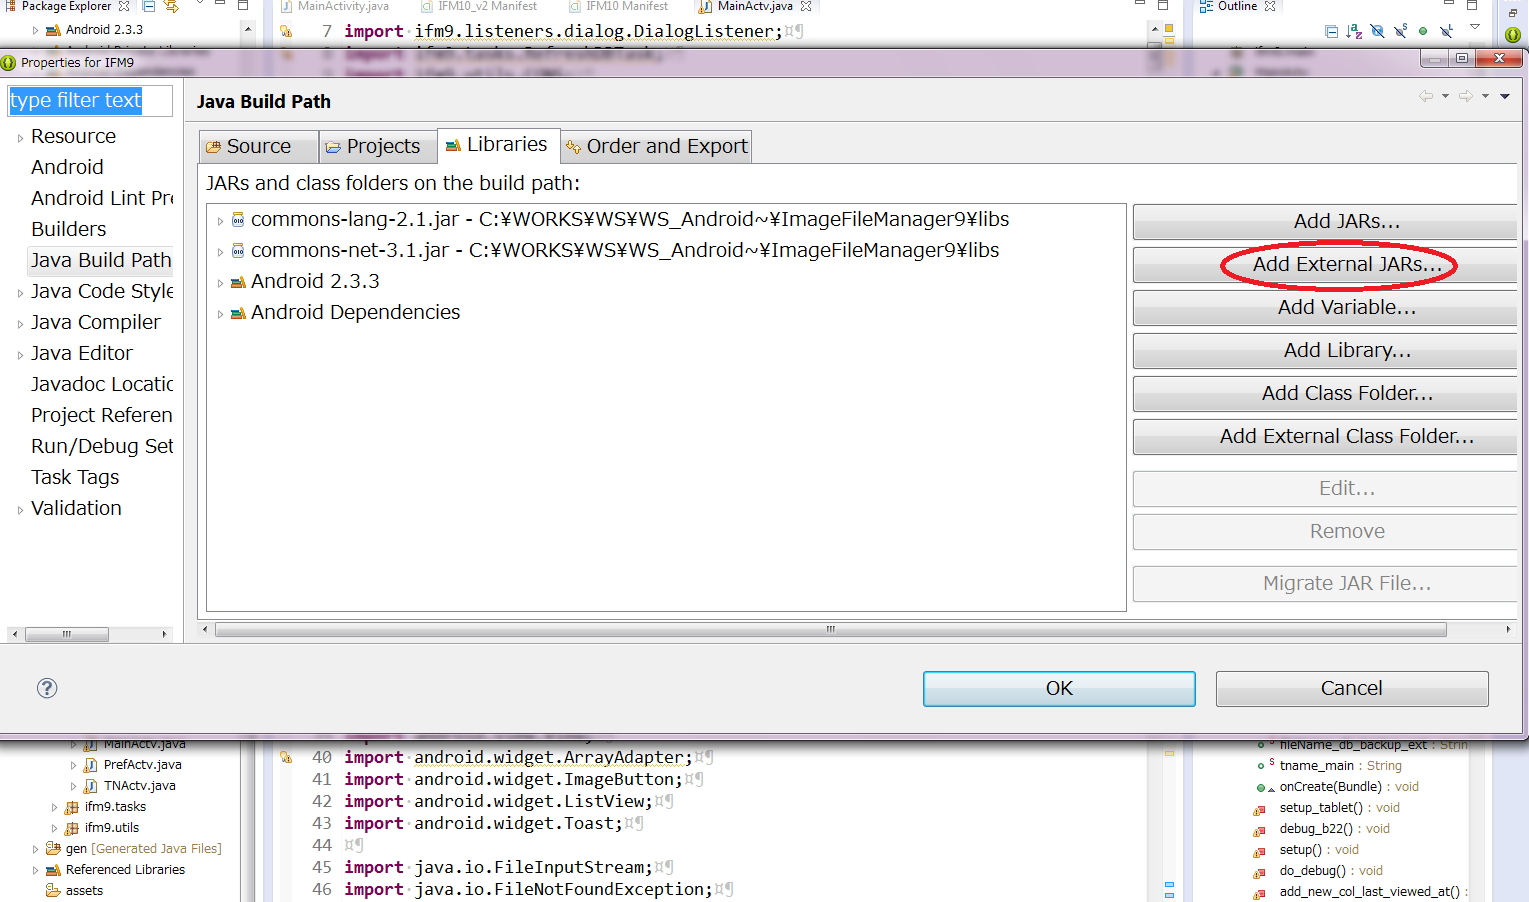 Package Explorer
MainActivity.java
IFM10_v2 Manifest
IFM10 Manifest
MainActv.java
Outline
Android 2.3.3
7 import ifm9.listeners.dialog.DialogListener;¤¶
Properties for IFM9
type filter text
Java Build Path
Resource
Android
Android Lint Pre
Builders
Java Build Path
Java Code Style
Java Compiler
Java Editor
Javadoc Locatic
Project Referen
Run/Debug Set
Task Tags
Validation
Source
Projects
Libraries
Order and Export
JARs and class folders on the build path:
commons-lang-2.1.jar - C:¥WORKS¥WS¥WS_Android~¥ImageFileManager9¥libs
commons-net-3.1.jar - C:¥WORKS¥WS¥WS_Android~¥ImageFileManager9¥libs
Android 2.3.3
Android Dependencies
Add JARs...
Add External JARs...
Add Variable...
Add Library...
Add Class Folder...
Add External Class Folder...
Edit...
Remove
Migrate JAR File...
OK
Cancel
MainActv.java
PrefActv.java
TNActv.java
ifm9.tasks
ifm9.utils
gen [Generated Java Files]
Referenced Libraries
assets
40 import android.widget.ArrayAdapter;¤¶
41 import android.widget.ImageButton;¤¶
42 import android.widget.ListView;¤¶
43 import android.widget.Toast;¤¶
44 ¤¶
45 import java.io.FileInputStream;¤¶
46 import java.io.FileNotFoundException;¤¶
fileName_db_backup_ext : Strin
tname_main : String
onCreate(Bundle) : void
setup_tablet() : void
debug_b22() : void
setup() : void
do_debug() : void
add_new_col_last_viewed_at() :